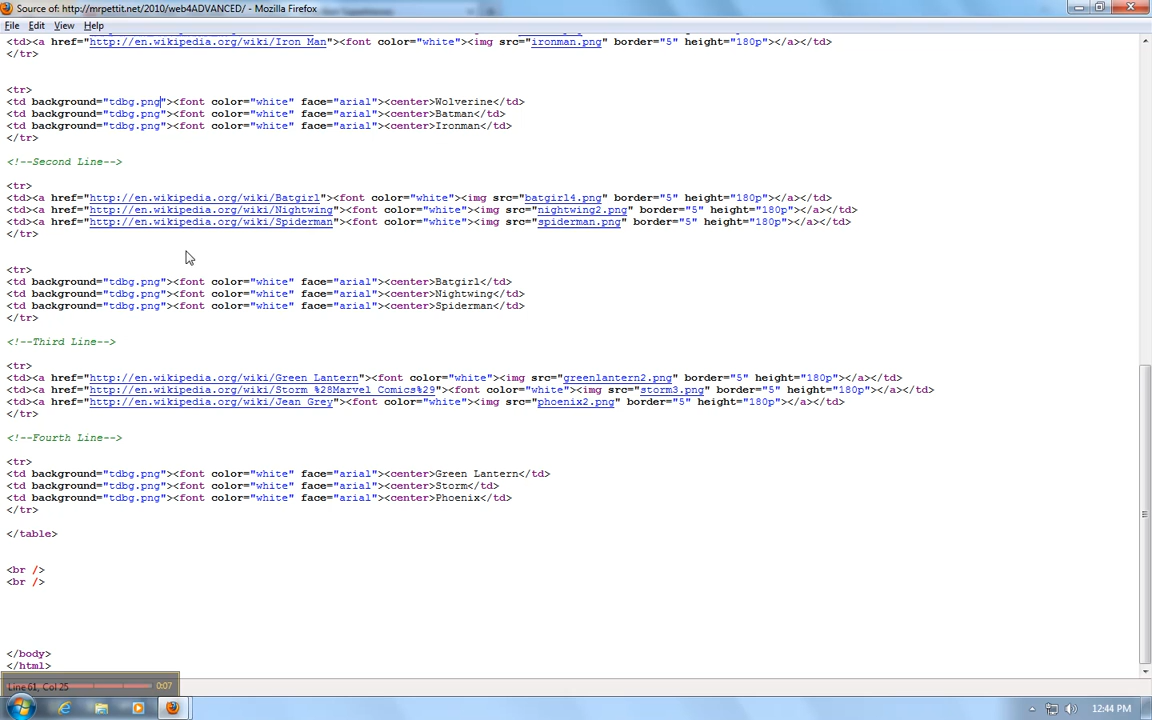 Source of: http://mrpettit.net/2010/web4ADVANCED/ - Mozilla Firefox
File Edit View Help
<td><a href="http://en.wikipedia.org/wiki/Iron_Man"><font color="white"><img src="ironman.png" border="5" height="180p"></a></td>
</tr>
<tr>
<td background="tdbg.png"><font color="white" face="arial"><center>Wolverine</td>
<td background="tdbg.png"><font color="white" face="arial"><center>Batman</td>
<td background="tdbg.png"><font color="white" face="arial"><center>Ironman</td>
</tr>
<!--Second Line-->
<tr>
<td><a href="http://en.wikipedia.org/wiki/Batgirl"><font color="white"><img src="batgirl4.png" border="5" height="180p"></a></td>
<td><a href="http://en.wikipedia.org/wiki/Nightwing"><font color="white"><img src="nightwing2.png" border="5" height="180p"></a></td>
<td><a href="http://en.wikipedia.org/wiki/Spiderman"><font color="white"><img src="spiderman.png" border="5" height="180p"></a></td>
</tr>
<tr>
<td background="tdbg.png"><font color="white" face="arial"><center>Batgirl</td>
<td background="tdbg.png"><font color="white" face="arial"><center>Nightwing</td>
<td background="tdbg.png"><font color="white" face="arial"><center>Spiderman</td>
</tr>
<!--Third Line-->
<tr>
<td><a href="http://en.wikipedia.org/wiki/Green_Lantern"><font color="white"><img src="greenlantern2.png" border="5" height="180p"></a></td>
<td><a href="http://en.wikipedia.org/wiki/Storm_%28Marvel_Comics%29"><font color="white"><img src="storm3.png" border="5" height="180p"></a></td>
<td><a href="http://en.wikipedia.org/wiki/Jean_Grey"><font color="white"><img src="phoenix2.png" border="5" height="180p"></a></td>
</tr>
<!--Fourth Line-->
<tr>
<td background="tdbg.png"><font color="white" face="arial"><center>Green Lantern</td>
<td background="tdbg.png"><font color="white" face="arial"><center>Storm</td>
<td background="tdbg.png"><font color="white" face="arial"><center>Phoenix</td>
</tr>
</table>
<br />
<br />
</body>
</html>
Line 61, Col 25 0:07
12:44 PM